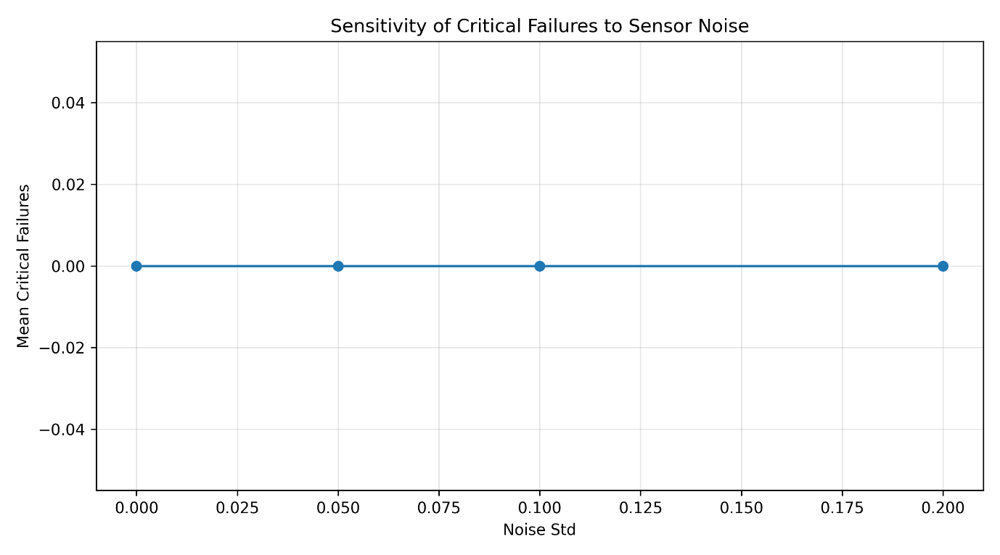 Sensitivity of Critical Failures to Sensor Noise
Mean Critical Failures
0.04
0.02
0.00
−0.02
−0.04
0.000 0.025 0.050 0.075 0.100 0.125 0.150 0.175 0.200
Noise Std